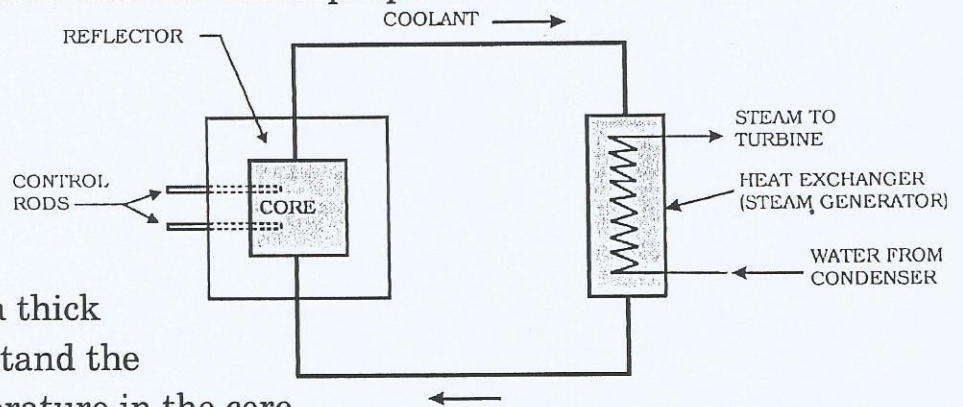 COOLANT
REFLECTOR
STEAM TO
TURBINE
CONTROL
RODS
CORE
HEAT EXCHANGER
(STEAM GENERATOR)
WATER FROM
CONDENSER
a thick
tand the
erature in the core